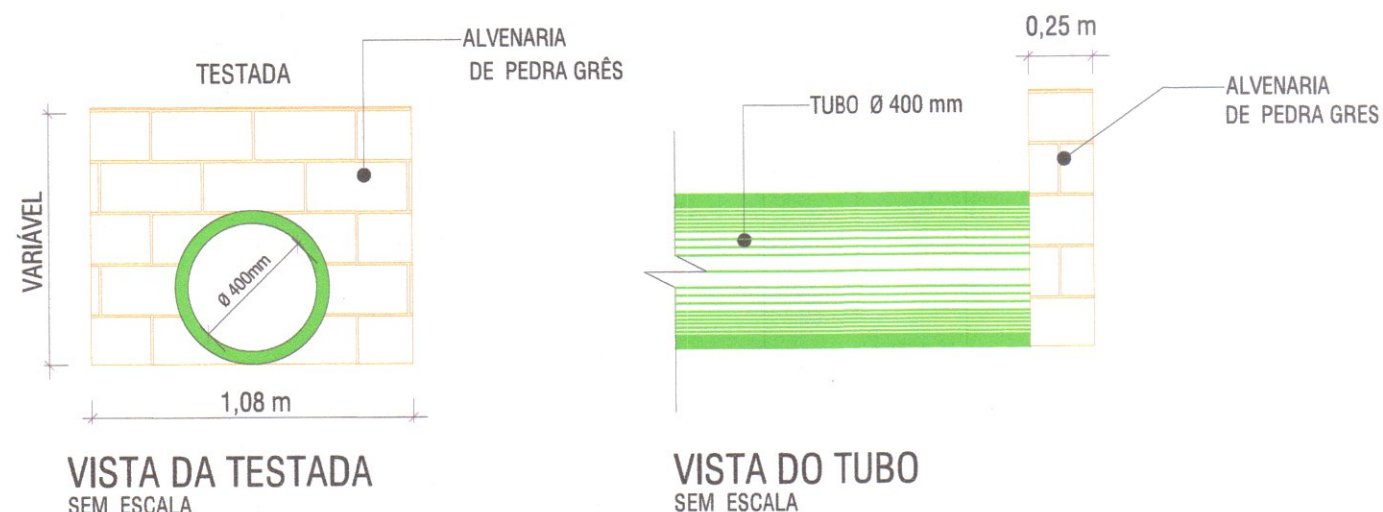 TESTADA
ALVENARIA
DE PEDRA GRÊS
VARIÁVEL
Ø 400mm
1,08 m
VISTA DA TESTADA
SEM ESCALA
0,25 m
TUBO Ø 400 mm
ALVENARIA
DE PEDRA GRES
VISTA DO TUBO
SEM ESCALA